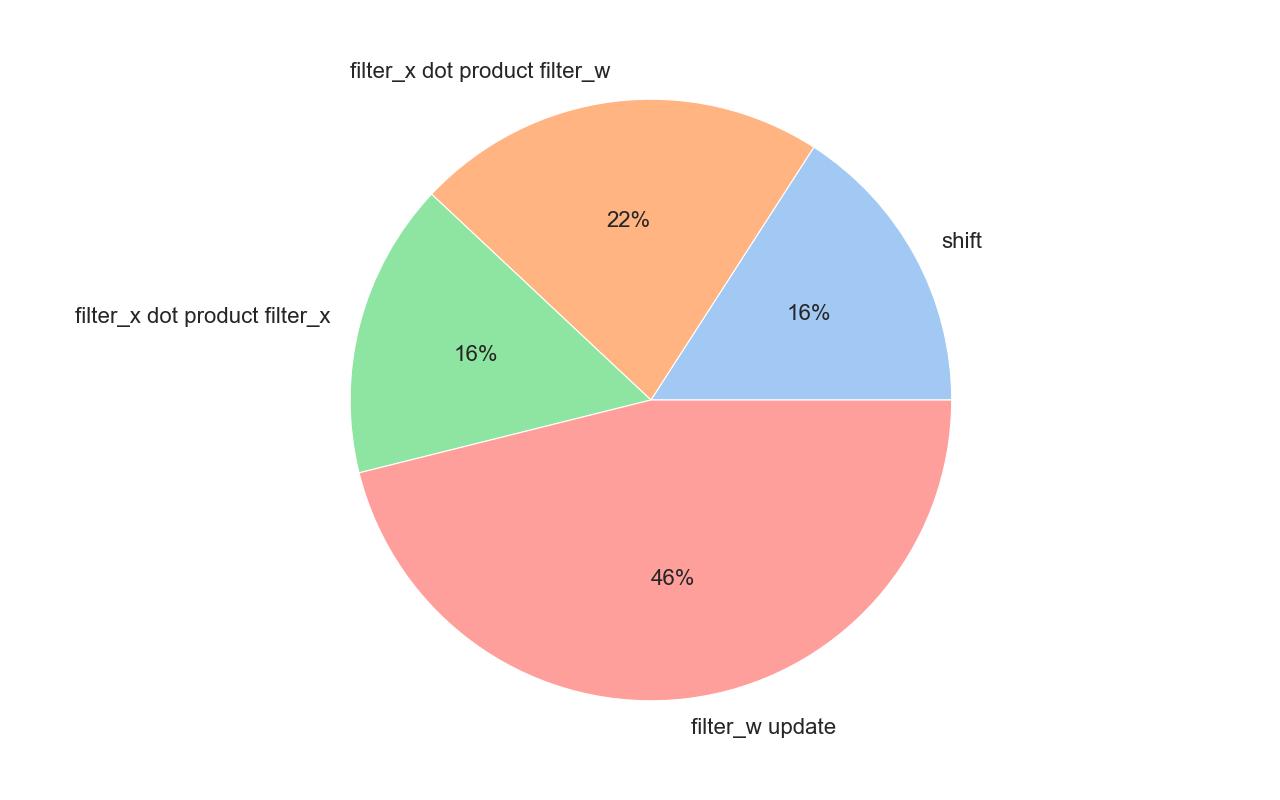 filter_x dot product filter_w
22%
shift
16%
filter_x dot product filter_x
16%
46%
filter_w update